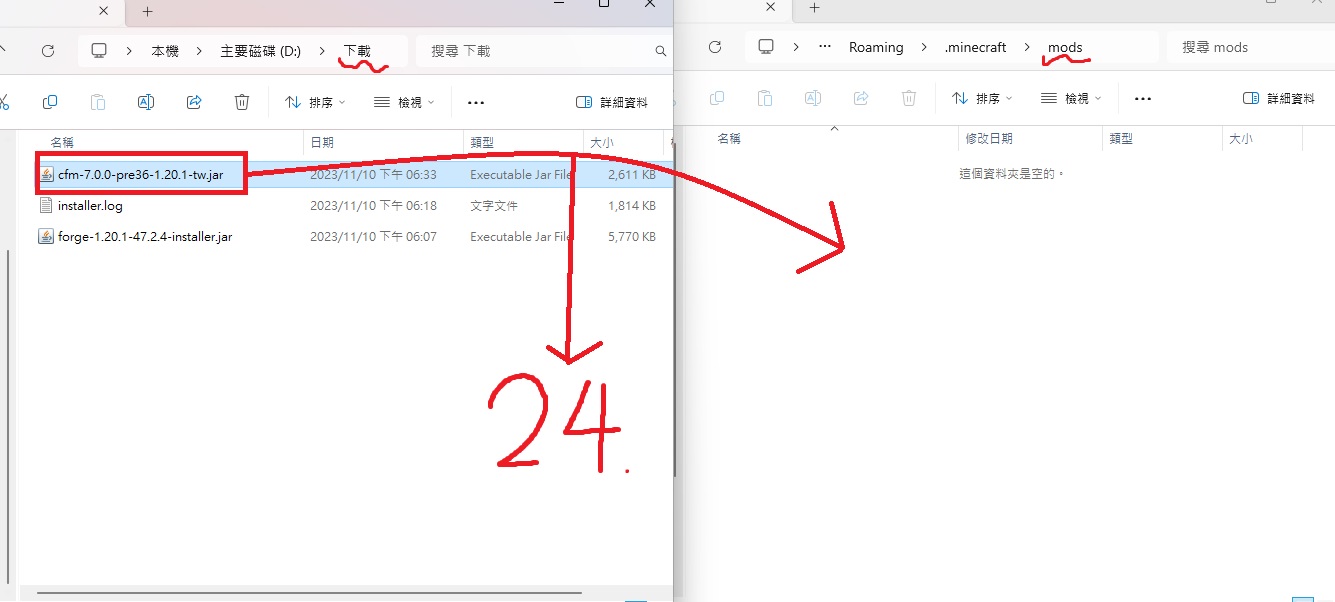 本機 主要磁碟 (D:) 下載 搜尋 下載
Roaming .minecraft mods 搜尋 mods
排序 檢視 詳細資料
排序 檢視 詳細資料
名稱 日期 類型 大小
名稱 修改日期 類型 大小
cfm-7.0.0-pre36-1.20.1-tw.jar 2023/11/10 下午 06:33 Executable Jar File 2,611 KB
這個資料夾是空的。
installer.log 2023/11/10 下午 06:18 文字文件 1,814 KB
forge-1.20.1-47.2.4-installer.jar 2023/11/10 下午 06:07 Executable Jar File 5,770 KB
24.